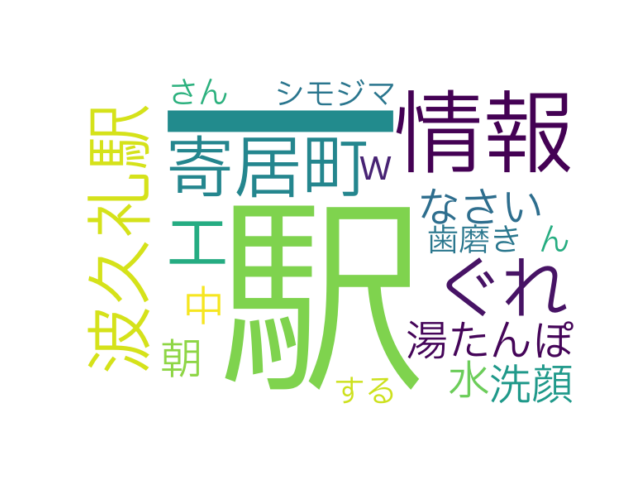 さん
シモジマ
ー
情報
寄居町
w
波久礼駅
なさい
エ
歯磨き
ん
駅
ぐれ
中
湯たんぽ
朝
水
洗顔
する